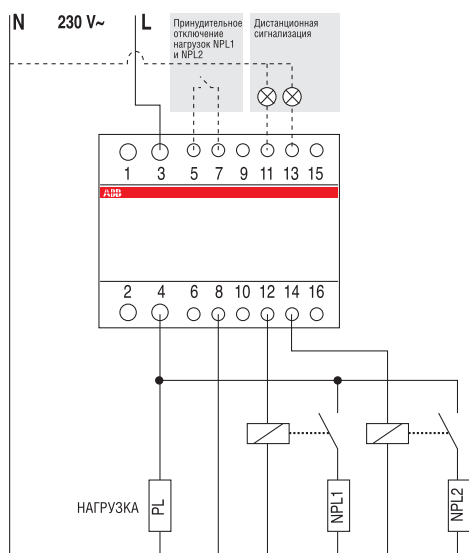 N 230 V~ L
Принудительное
отключение
нагрузок NPL1
и NPL2
Дистанционная
сигнализация
1 3 5 7 9 11 13 15
ABB
2 4 6 8 10 12 14 16
НАГРУЗКА PL
NPL1
NPL2